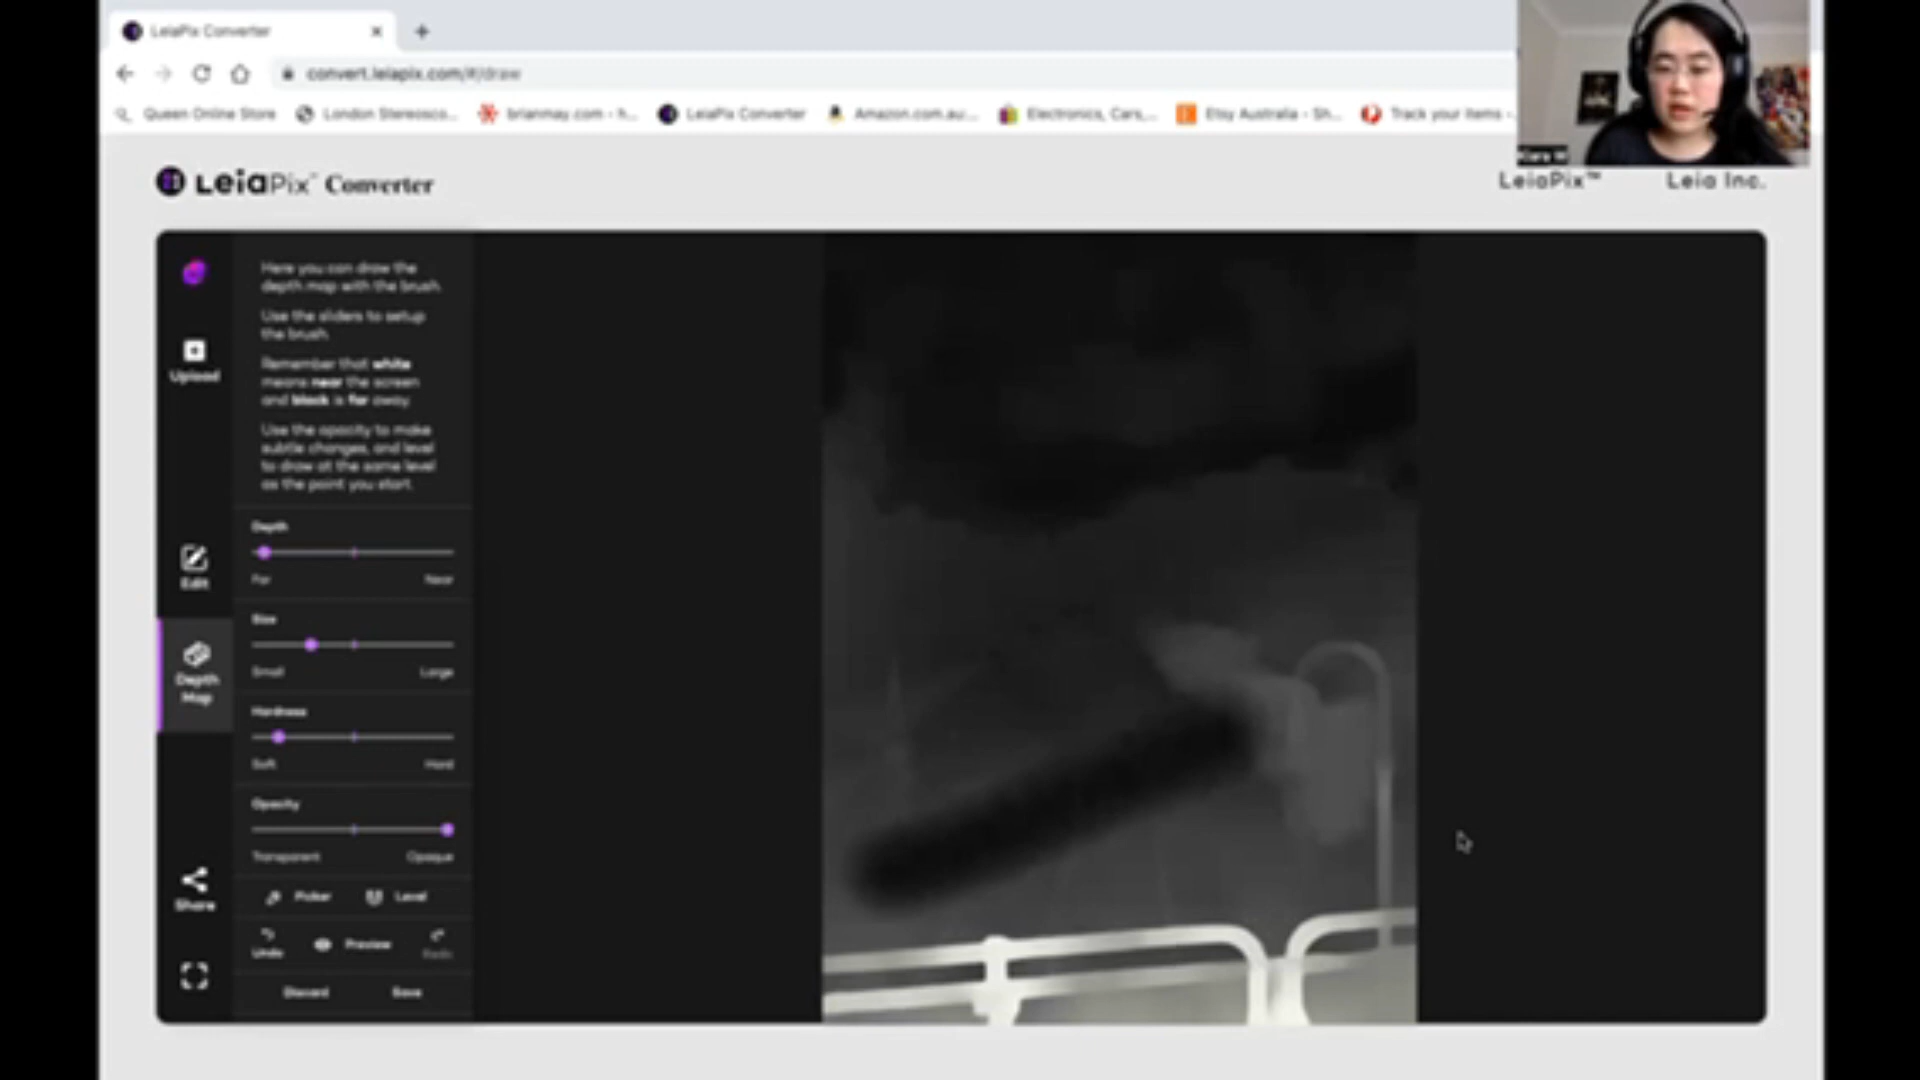 LeiaPix Converter
convert.leiapix.com/#/draw
Queen Online Store
London Stereosco...
brianmay.com - h...
LeiaPix Converter
Amazon.com.au:...
Electronics, Cars,...
Etsy Australia - Sh...
Track your items -
LeiaPix™ Converter
LeiaPix™
Leia Inc.
Upload
Edit
Depth
Map
Share
Here you can draw the
depth map with the brush.
Use the sliders to setup
the brush.
Remember that white
means near the screen
and black is far away.
Use the opacity to make
subtle changes, and level
to draw at the same level
as the point you start.
Depth
Far
Near
Size
Small
Large
Hardness
Soft
Hard
Opacity
Transparent
Opaque
Picker
Level
Undo
Preview
Redo
Discard
Save